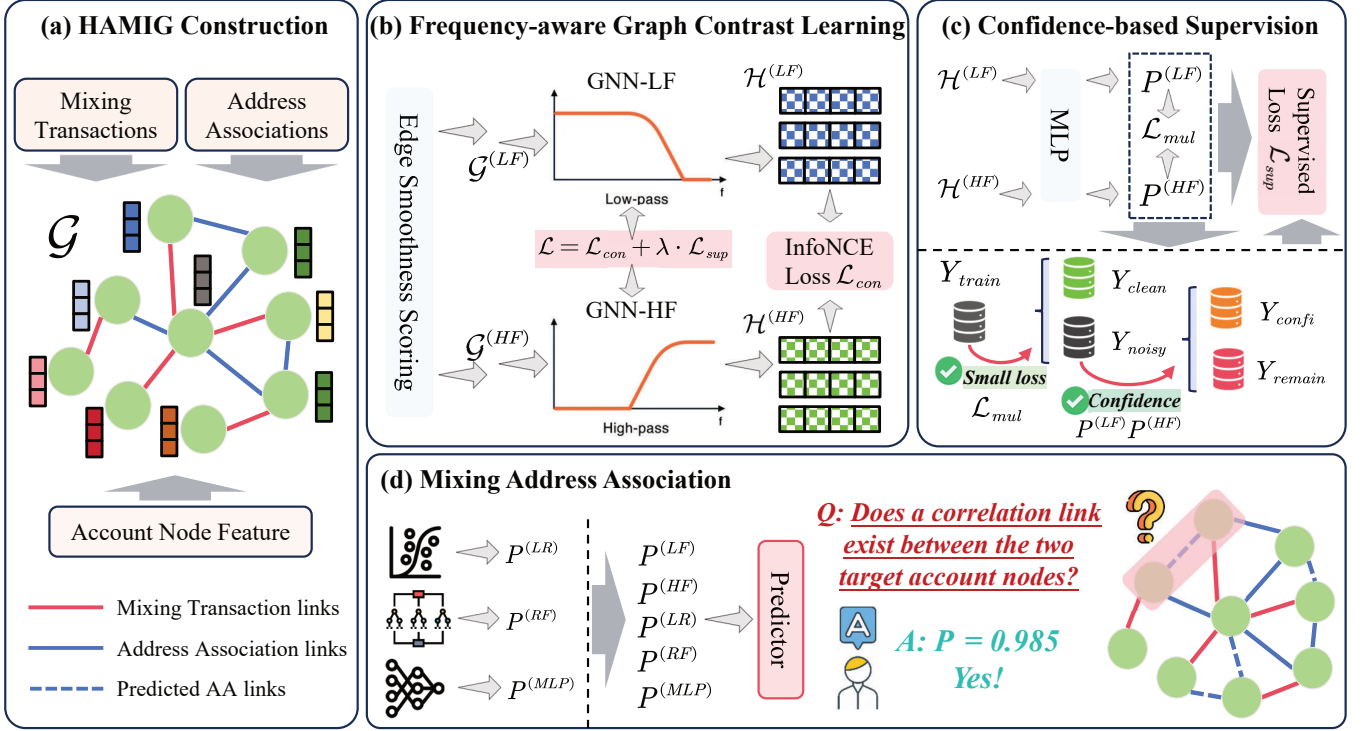 (a) HAMIG Construction
Mixing
Transactions
Address
Associations
𝒢
Account Node Feature
Mixing Transaction links
Address Association links
Predicted AA links
(b) Frequency-aware Graph Contrast Learning
Edge Smoothness Scoring
𝒢^(LF)
GNN-LF
f
Low-pass
ℋ^(LF)
ℒ = ℒ_con + λ · ℒ_sup
InfoNCE
Loss ℒ_con
GNN-HF
𝒢^(HF)
f
High-pass
ℋ^(HF)
(c) Confidence-based Supervision
ℋ^(LF)
ℋ^(HF)
MLP
P^(LF)
ℒ_mul
P^(HF)
Supervised
Loss ℒ_sup
Y_train
Small loss
ℒ_mul
Y_clean
Y_noisy
Confidence
P^(LF) P^(HF)
Y_confi
Y_remain
(d) Mixing Address Association
P^(LR)
P^(RF)
P^(MLP)
P^(LF)
P^(HF)
P^(LR)
P^(RF)
P^(MLP)
Predictor
Q: Does a correlation link
exist between the two
target account nodes?
?
A
A: P = 0.985
Yes!